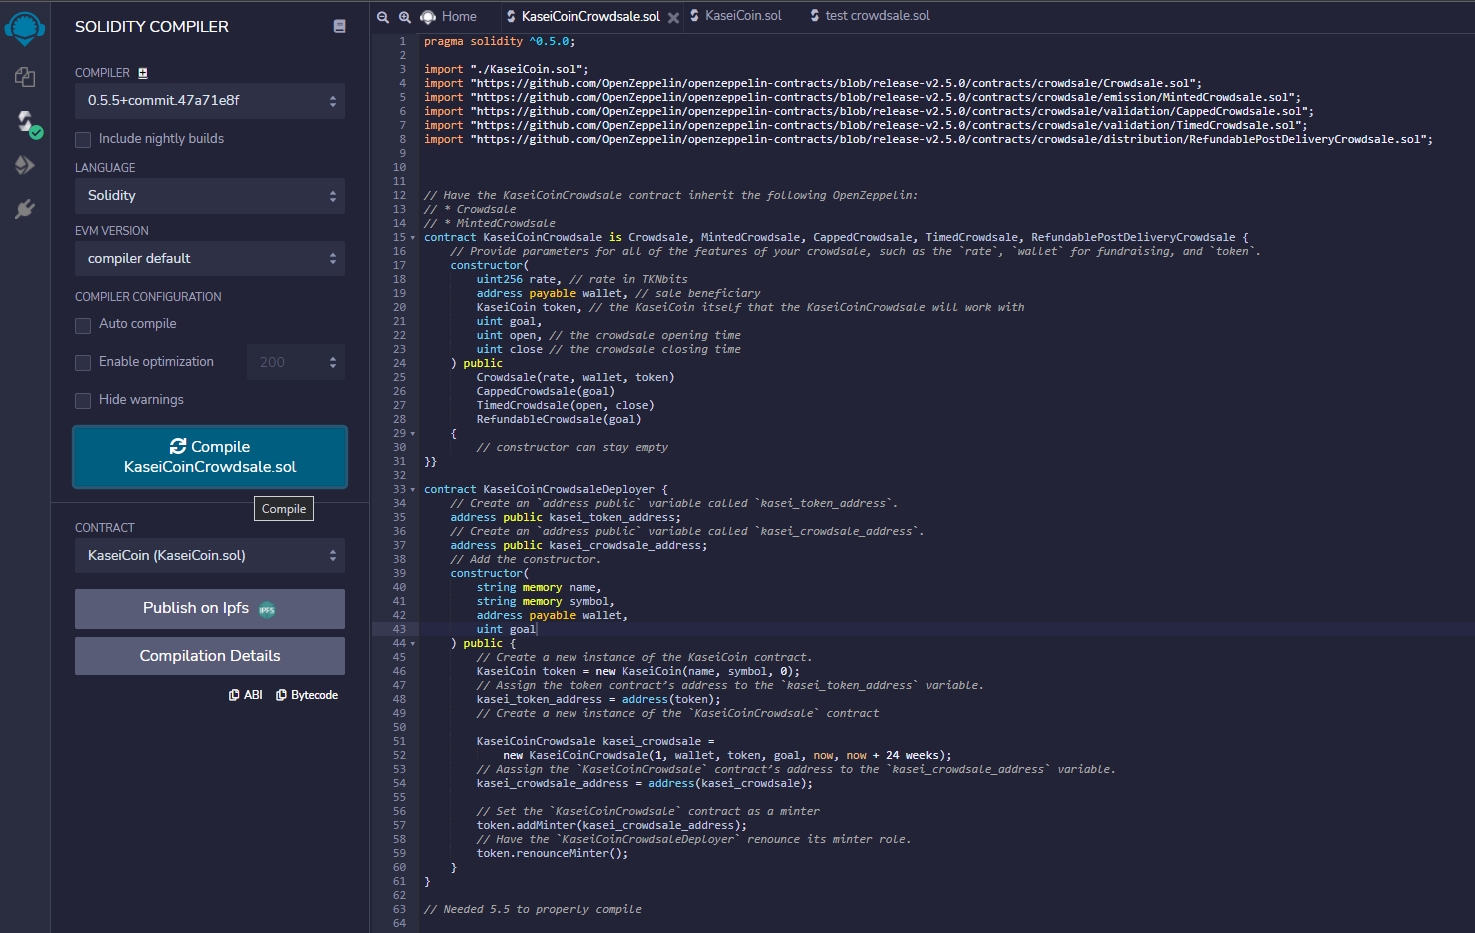 SOLIDITY COMPILER
COMPILER
0.5.5+commit.47a71e8f
Include nightly builds
LANGUAGE
Solidity
EVM VERSION
compiler default
COMPILER CONFIGURATION
Auto compile
Enable optimization
200
Hide warnings
Compile
KaseiCoinCrowdsale.sol
Compile
CONTRACT
KaseiCoin (KaseiCoin.sol)
Publish on Ipfs IPFS
Compilation Details
ABI Bytecode
Home KaseiCoinCrowdsale.sol KaseiCoin.sol test crowdsale.sol
1 pragma solidity ^0.5.0;
2
3 import "./KaseiCoin.sol";
4 import "https://github.com/OpenZeppelin/openzeppelin-contracts/blob/release-v2.5.0/contracts/crowdsale/Crowdsale.sol";
5 import "https://github.com/OpenZeppelin/openzeppelin-contracts/blob/release-v2.5.0/contracts/crowdsale/emission/MintedCrowdsale.sol";
6 import "https://github.com/OpenZeppelin/openzeppelin-contracts/blob/release-v2.5.0/contracts/crowdsale/validation/CappedCrowdsale.sol";
7 import "https://github.com/OpenZeppelin/openzeppelin-contracts/blob/release-v2.5.0/contracts/crowdsale/validation/TimedCrowdsale.sol";
8 import "https://github.com/OpenZeppelin/openzeppelin-contracts/blob/release-v2.5.0/contracts/crowdsale/distribution/RefundablePostDeliveryCrowdsale.sol";
9
10
11
12 // Have the KaseiCoinCrowdsale contract inherit the following OpenZeppelin:
13 // * Crowdsale
14 // * MintedCrowdsale
15 contract KaseiCoinCrowdsale is Crowdsale, MintedCrowdsale, CappedCrowdsale, TimedCrowdsale, RefundablePostDeliveryCrowdsale {
16 // Provide parameters for all of the features of your crowdsale, such as the `rate`, `wallet` for fundraising, and `token`.
17 constructor(
18 uint256 rate, // rate in TKNbits
19 address payable wallet, // sale beneficiary
20 KaseiCoin token, // the KaseiCoin itself that the KaseiCoinCrowdsale will work with
21 uint goal,
22 uint open, // the crowdsale opening time
23 uint close // the crowdsale closing time
24 ) public
25 Crowdsale(rate, wallet, token)
26 CappedCrowdsale(goal)
27 TimedCrowdsale(open, close)
28 RefundableCrowdsale(goal)
29 {
30 // constructor can stay empty
31 }}
32
33 contract KaseiCoinCrowdsaleDeployer {
34 // Create an `address public` variable called `kasei_token_address`.
35 address public kasei_token_address;
36 // Create an `address public` variable called `kasei_crowdsale_address`.
37 address public kasei_crowdsale_address;
38 // Add the constructor.
39 constructor(
40 string memory name,
41 string memory symbol,
42 address payable wallet,
43 uint goal
44 ) public {
45 // Create a new instance of the KaseiCoin contract.
46 KaseiCoin token = new KaseiCoin(name, symbol, 0);
47 // Assign the token contract's address to the `kasei_token_address` variable.
48 kasei_token_address = address(token);
49 // Create a new instance of the `KaseiCoinCrowdsale` contract
50
51 KaseiCoinCrowdsale kasei_crowdsale =
52 new KaseiCoinCrowdsale(1, wallet, token, goal, now, now + 24 weeks);
53 // Aassign the `KaseiCoinCrowdsale` contract's address to the `kasei_crowdsale_address` variable.
54 kasei_crowdsale_address = address(kasei_crowdsale);
55
56 // Set the `KaseiCoinCrowdsale` contract as a minter
57 token.addMinter(kasei_crowdsale_address);
58 // Have the `KaseiCoinCrowdsaleDeployer` renounce its minter role.
59 token.renounceMinter();
60 }
61 }
62
63 // Needed 5.5 to properly compile
64